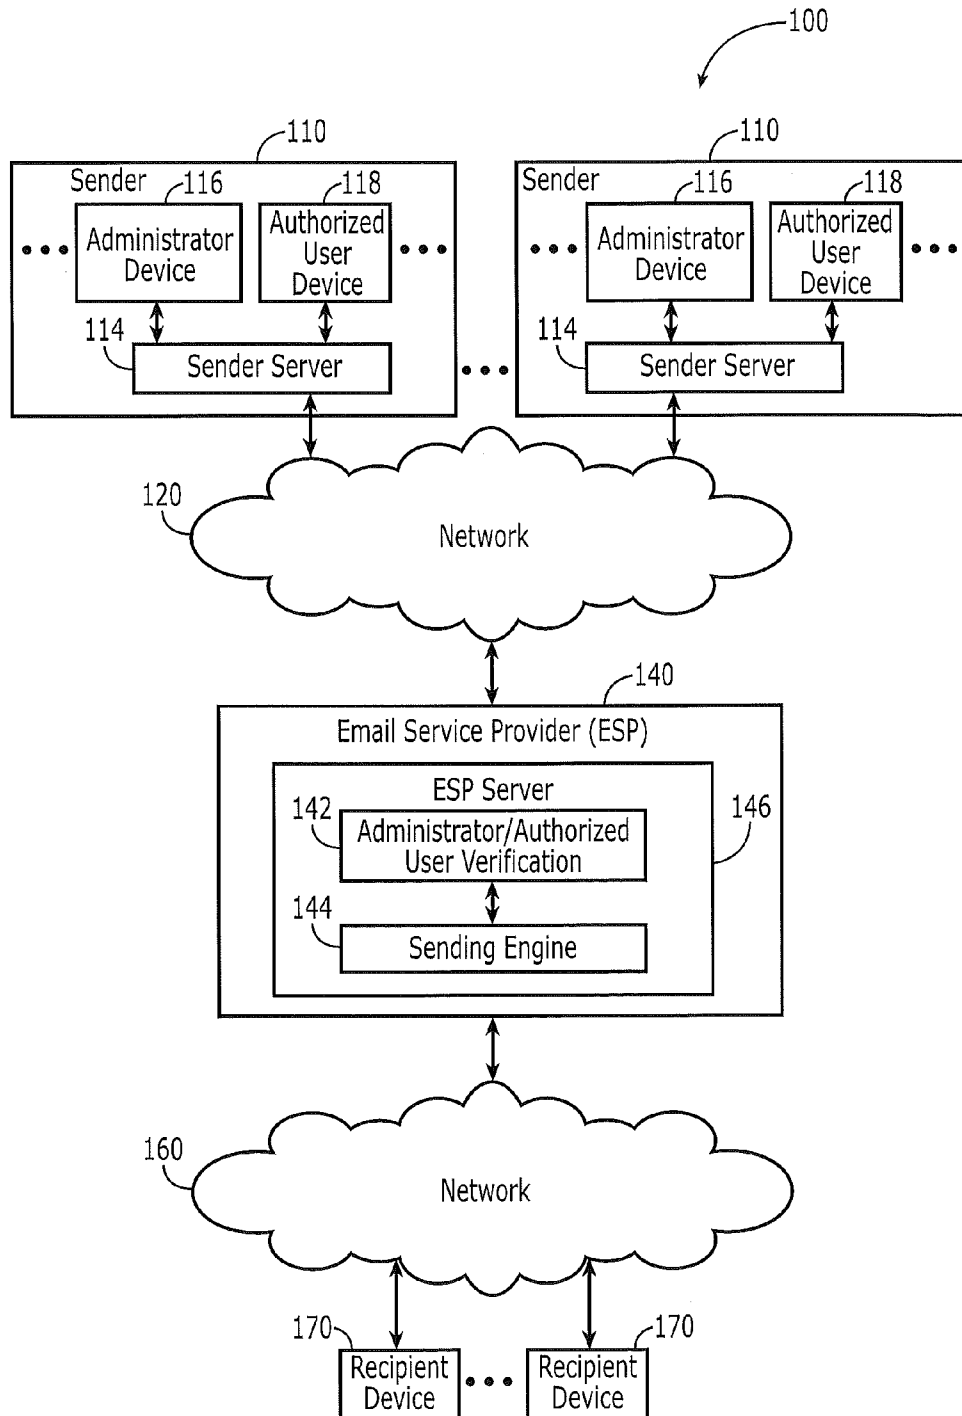 100
110
110
Sender
116
118
Sender
116
118
Administrator
Device
Authorized
User
Device
Administrator
Device
Authorized
User
Device
114
Sender Server
114
Sender Server
120
Network
140
Email Service Provider (ESP)
ESP Server
142
146
Administrator/Authorized
User Verification
144
Sending Engine
160
Network
170
170
Recipient
Device
Recipient
Device